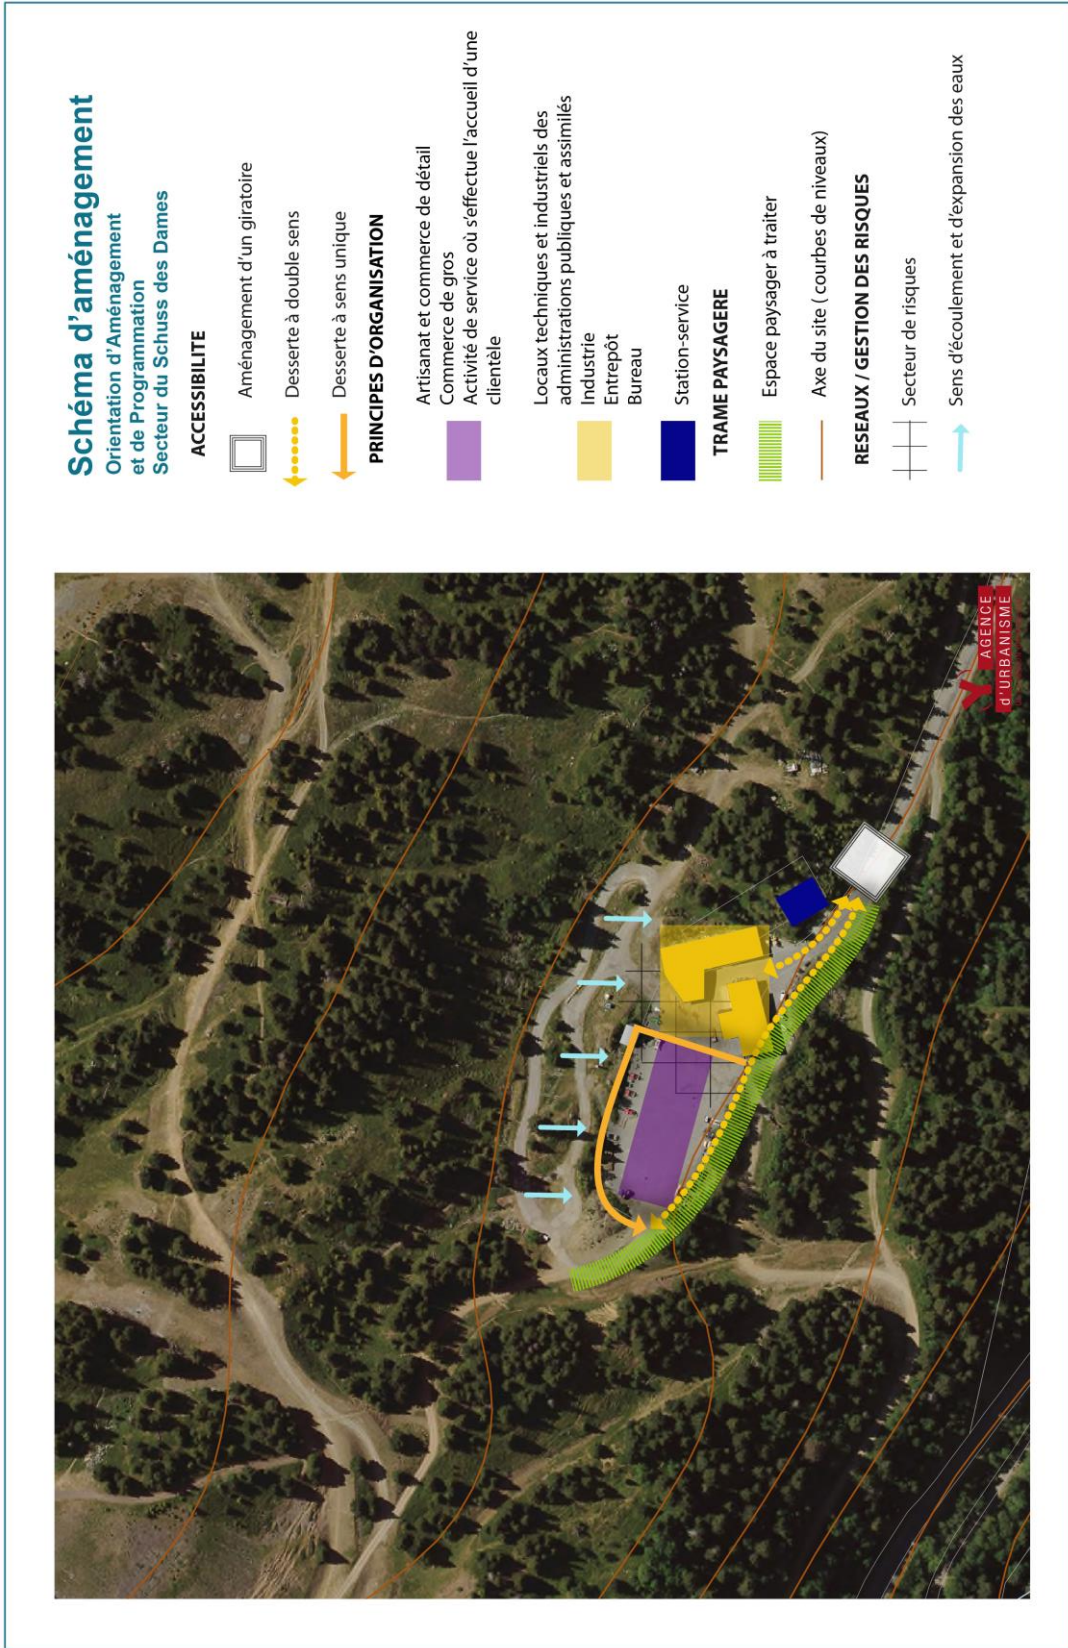 Schéma d'aménagement
Orientation d'Aménagement
et de Programmation
Secteur du Schuss des Dames
ACCESSIBILITE
Aménagement d'un giratoire
Desserte à double sens
Desserte à sens unique
PRINCIPES D'ORGANISATION
Artisanat et commerce de détail
Commerce de gros
Activité de service où s'effectue l'accueil d'une
clientèle
Locaux techniques et industriels des
administrations publiques et assimilés
Industrie
Entrepôt
Bureau
Station-service
TRAME PAYSAGERE
Espace paysager à traiter
Axe du site ( courbes de niveaux)
RESEAUX / GESTION DES RISQUES
Secteur de risques
Sens d'écoulement et d'expansion des eaux
AGENCE
d'URBANISME